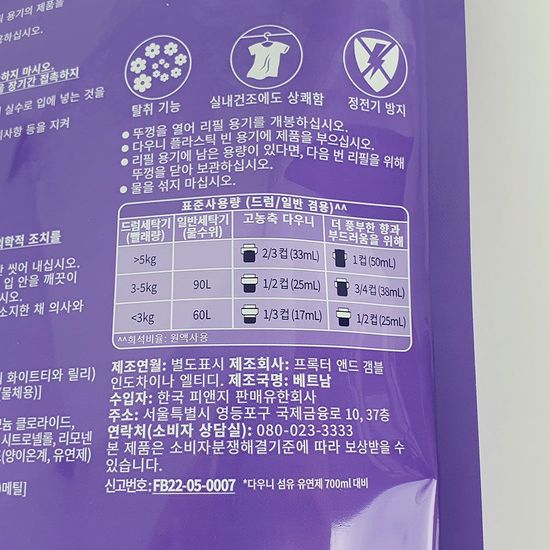 용기의 제품을
하십시오.
하지 마시오.
장기간 접촉하지
실수로 입에 넣는 것을
사항 등을 지켜
탈취 기능
실내건조에도 상쾌함
정전기 방지
• 뚜껑을 열어 리필 용기를 개봉하십시오.
• 다우니 플라스틱 빈 용기에 제품을 부으십시오.
• 리필 용기에 남은 용량이 있다면, 다음 번 리필을 위해
뚜껑을 닫아 보관하십시오.
• 물을 섞지 마십시오.
표준사용량 (드럼/일반 겸용)^^
드럼세탁기 (빨래량) 일반세탁기 (물수위) 고농축 다우니 더 풍부한 향과 부드러움을 위해
>5kg 2/3 컵 (33mL) 1 컵 (50mL)
3-5kg 90L 1/2 컵 (25mL) 3/4 컵 (38mL)
<3kg 60L 1/3 컵 (17mL) 1/2 컵 (25mL)
^^희석비율: 원액사용
의학적 조치를
씻어 내십시오.
입 안을 깨끗이
시오.
소지한 채 의사와
화이트티와 릴리)
물체용)]
늄 클로라이드,
시트로넬롤, 리모넨
(양이온계, 유연제)
메틸]
제조연월: 별도표시 제조회사: 프록터 앤드 갬블
인도차이나 엘티디. 제조국명: 베트남
수입자: 한국 피앤지 판매유한회사
주소: 서울특별시 영등포구 국제금융로 10, 37층
연락처(소비자 상담실): 080-023-3333
본 제품은 소비자분쟁해결기준에 따라 보상받을 수
있습니다.
신고번호: FB22-05-0007 *다우니 섬유 유연제 700ml 대비